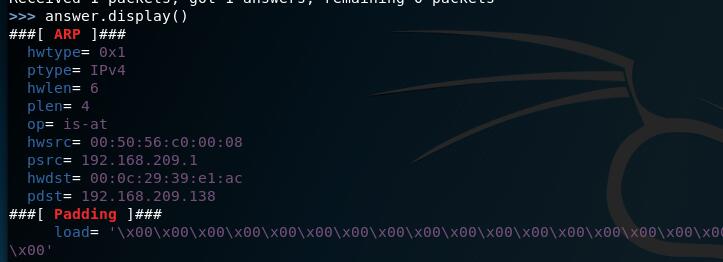 Received 1 packets, got 1 answers, remaining 0 packets
>>> answer.display()
###[ ARP ]###
hwtype= 0x1
ptype= IPv4
hwlen= 6
plen= 4
op= is-at
hwsrc= 00:50:56:c0:00:08
psrc= 192.168.209.1
hwdst= 00:0c:29:39:e1:ac
pdst= 192.168.209.138
###[ Padding ]###
load= '\x00\x00\x00\x00\x00\x00\x00\x00\x00\x00\x00\x00\x00\x00\x00\x00\x00
\x00'